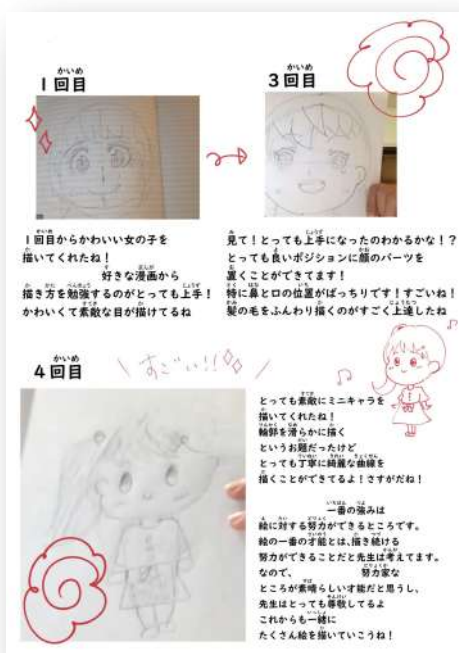 1回目
3回目
1回目からかわいい女の子を
描いてくれたね！
好きな漫画から
描き方を勉強するのがとっても上手！
かわいくて素敵な目が描けてるね
見て！とっても上手になったのわかるかな！？
とっても良いポジションに顔のパーツを
置くことができてます！
特に鼻と口の位置がばっちりです！すごいね！
髪の毛をふんわり描くのがすごく上達したね
4回目
すごい!!
とっても素敵にミニキャラを
描いてくれたね！
輪郭を滑らかに描く
というお題だったけど
とっても丁寧に綺麗な曲線を
描くことができてるよ！さすがだね！
一番の強みは
絵に対する努力ができるところです。
絵の一番の才能とは、描き続ける
努力ができることだと先生は考えてます。
なので、 努力家な
ところが素晴らしい才能だと思うし、
先生はとっても尊敬してるよ
これからも一緒に
たくさん絵を描いていこうね！